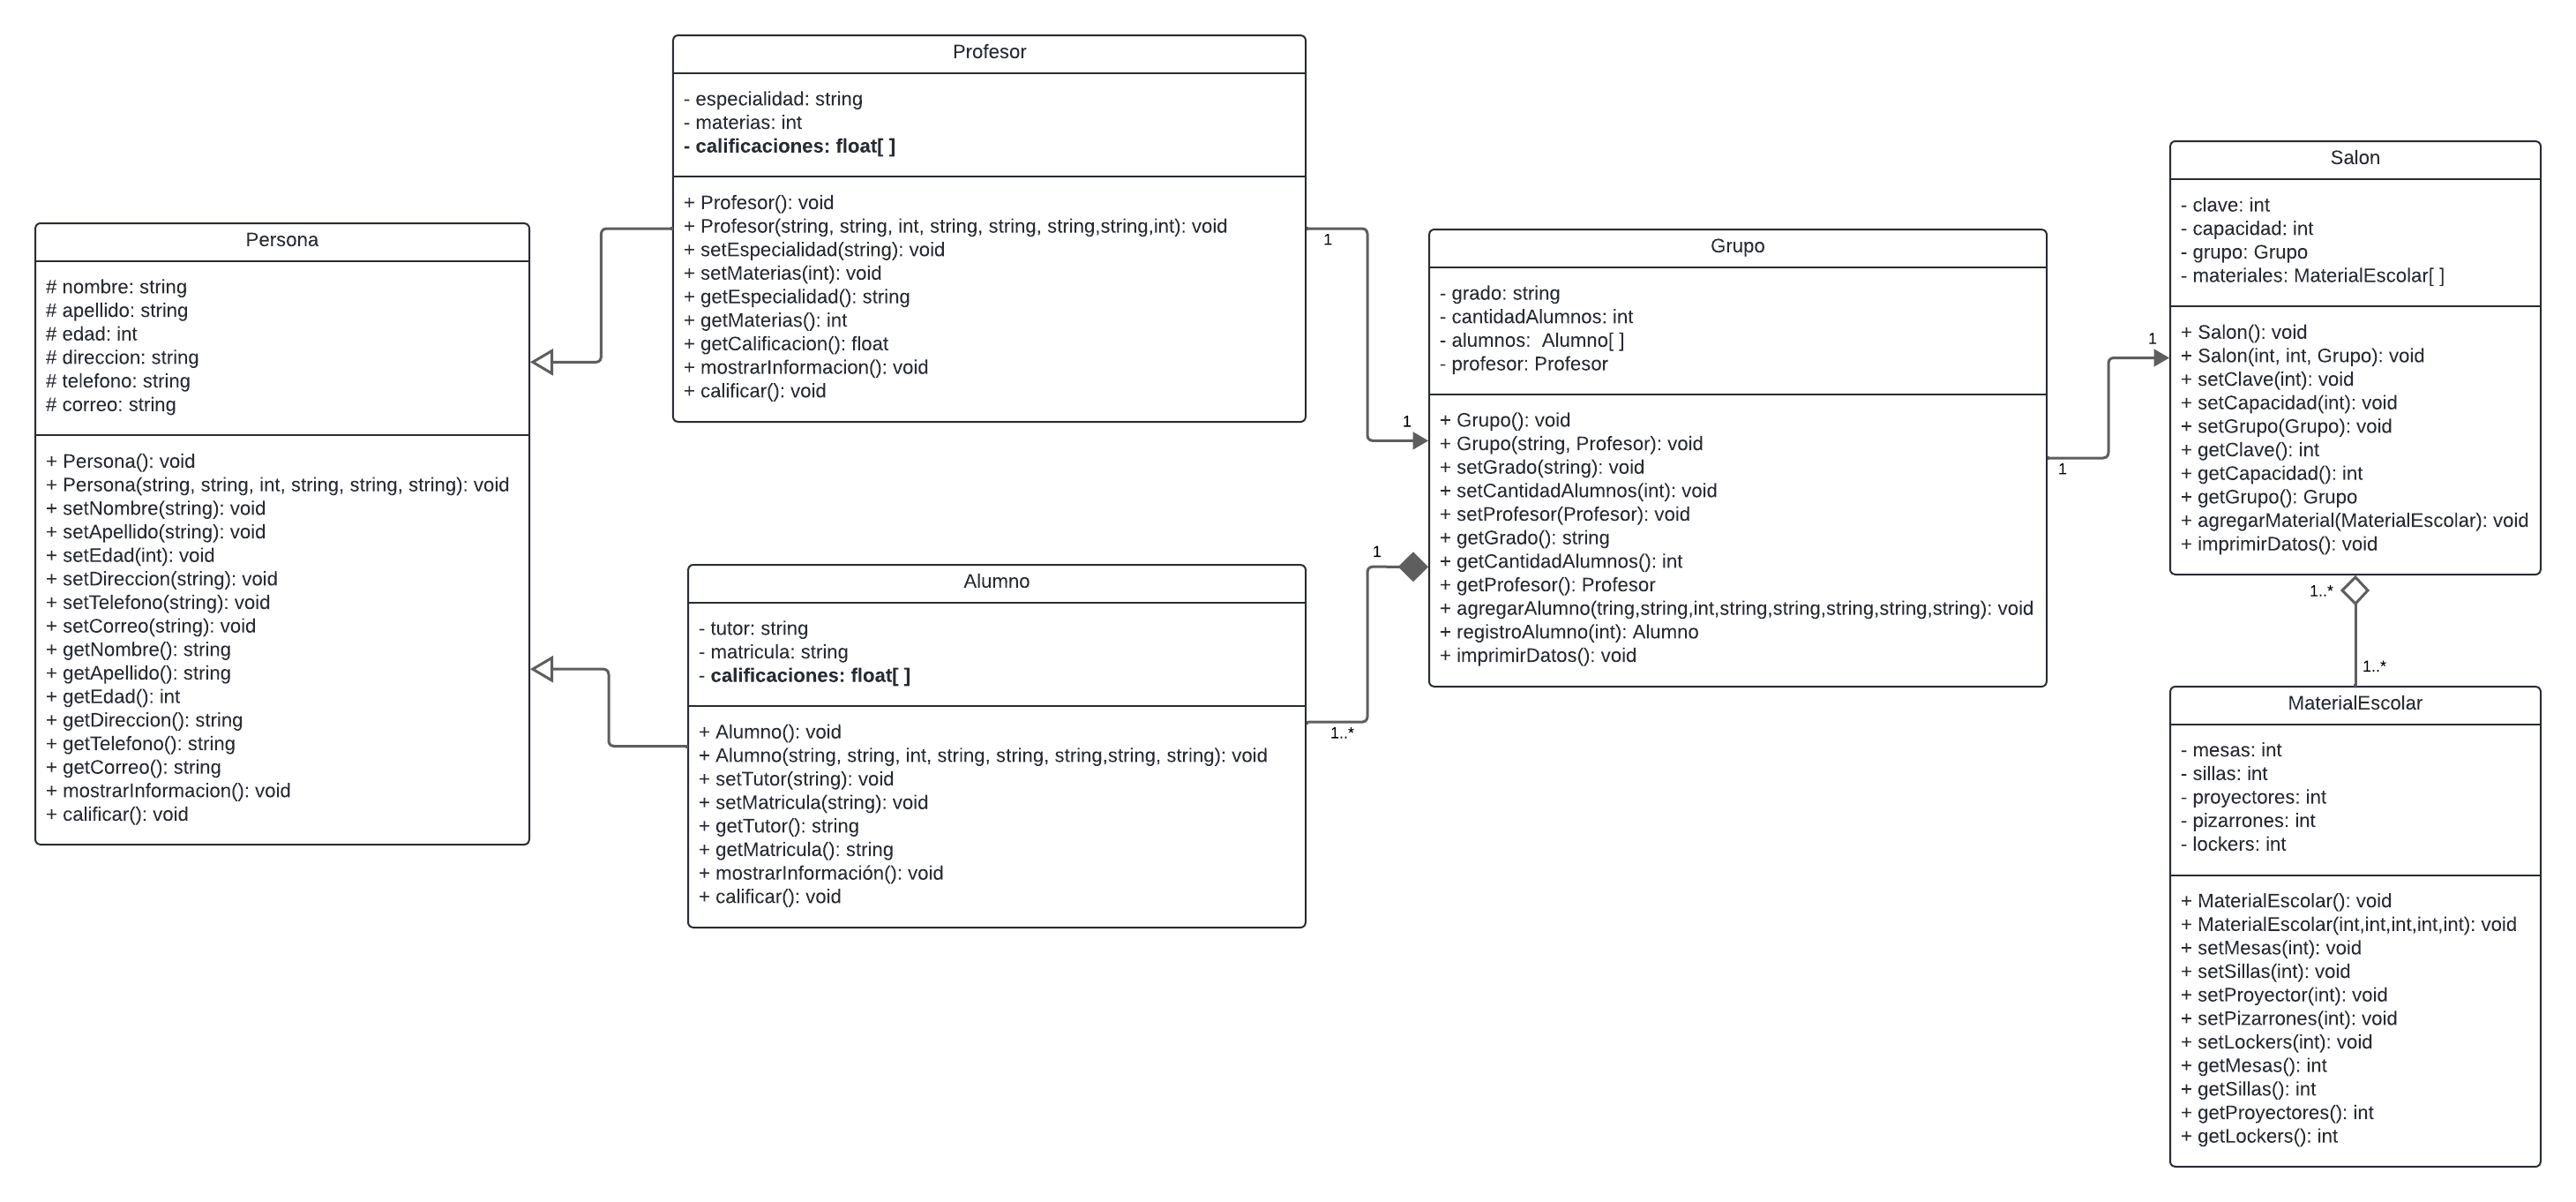 Profesor
- especialidad: string
- materias: int
- calificaciones: float[ ]
+ Profesor(): void
+ Profesor(string, string, int, string, string, string,string,int): void
+ setEspecialidad(string): void
+ setMaterias(int): void
+ getEspecialidad(): string
+ getMaterias(): int
+ getCalificacion(): float
+ mostrarInformacion(): void
+ calificar(): void
Persona
# nombre: string
# apellido: string
# edad: int
# direccion: string
# telefono: string
# correo: string
+ Persona(): void
+ Persona(string, string, int, string, string, string): void
+ setNombre(string): void
+ setApellido(string): void
+ setEdad(int): void
+ setDireccion(string): void
+ setTelefono(string): void
+ setCorreo(string): void
+ getNombre(): string
+ getApellido(): string
+ getEdad(): int
+ getDireccion(): string
+ getTelefono(): string
+ getCorreo(): string
+ mostrarInformacion(): void
+ calificar(): void
Alumno
- tutor: string
- matricula: string
- calificaciones: float[ ]
+ Alumno(): void
+ Alumno(string, string, int, string, string, string,string, string): void
+ setTutor(string): void
+ setMatricula(string): void
+ getTutor(): string
+ getMatricula(): string
+ mostrarInformación(): void
+ calificar(): void
1
1
1
1..*
Grupo
- grado: string
- cantidadAlumnos: int
- alumnos:  Alumno[ ]
- profesor: Profesor
+ Grupo(): void
+ Grupo(string, Profesor): void
+ setGrado(string): void
+ setCantidadAlumnos(int): void
+ setProfesor(Profesor): void
+ getGrado(): string
+ getCantidadAlumnos(): int
+ getProfesor(): Profesor
+ agregarAlumno(tring,string,int,string,string,string,string,string): void
+ registroAlumno(int): Alumno
+ imprimirDatos(): void
1
1
Salon
- clave: int
- capacidad: int
- grupo: Grupo
- materiales: MaterialEscolar[ ]
+ Salon(): void
+ Salon(int, int, Grupo): void
+ setClave(int): void
+ setCapacidad(int): void
+ setGrupo(Grupo): void
+ getClave(): int
+ getCapacidad(): int
+ getGrupo(): Grupo
+ agregarMaterial(MaterialEscolar): void
+ imprimirDatos(): void
1..*
1..*
MaterialEscolar
- mesas: int
- sillas: int
- proyectores: int
- pizarrones: int
- lockers: int
+ MaterialEscolar(): void
+ MaterialEscolar(int,int,int,int,int): void
+ setMesas(int): void
+ setSillas(int): void
+ setProyector(int): void
+ setPizarrones(int): void
+ setLockers(int): void
+ getMesas(): int
+ getSillas(): int
+ getProyectores(): int
+ getLockers(): int